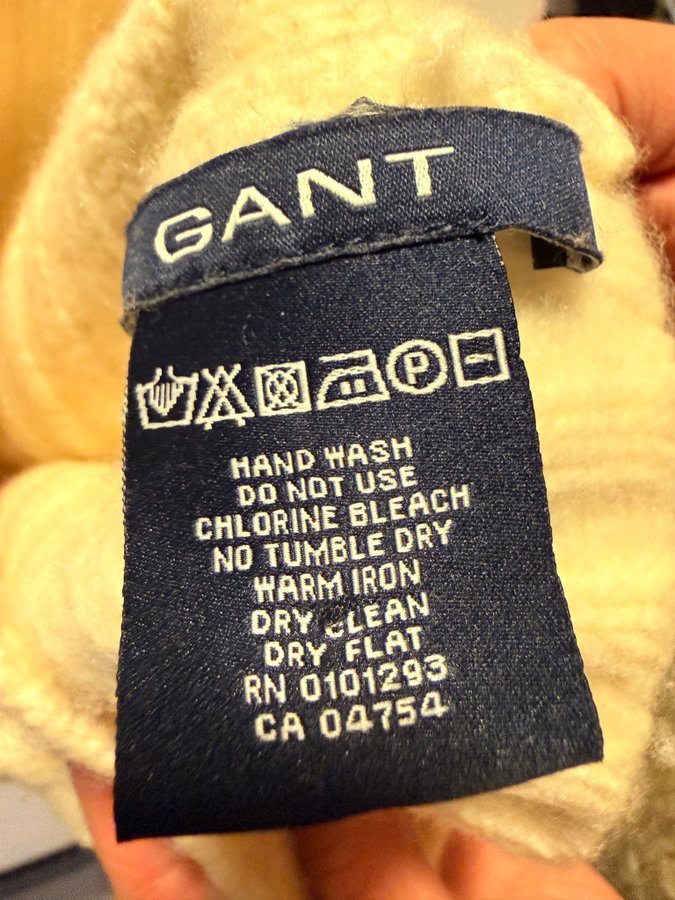 GANT
P
HAND WASH
DO NOT USE
CHLORINE BLEACH
NO TUMBLE DRY
WARM IRON
DRY CLEAN
DRY FLAT
RN 0101293
CA 04754